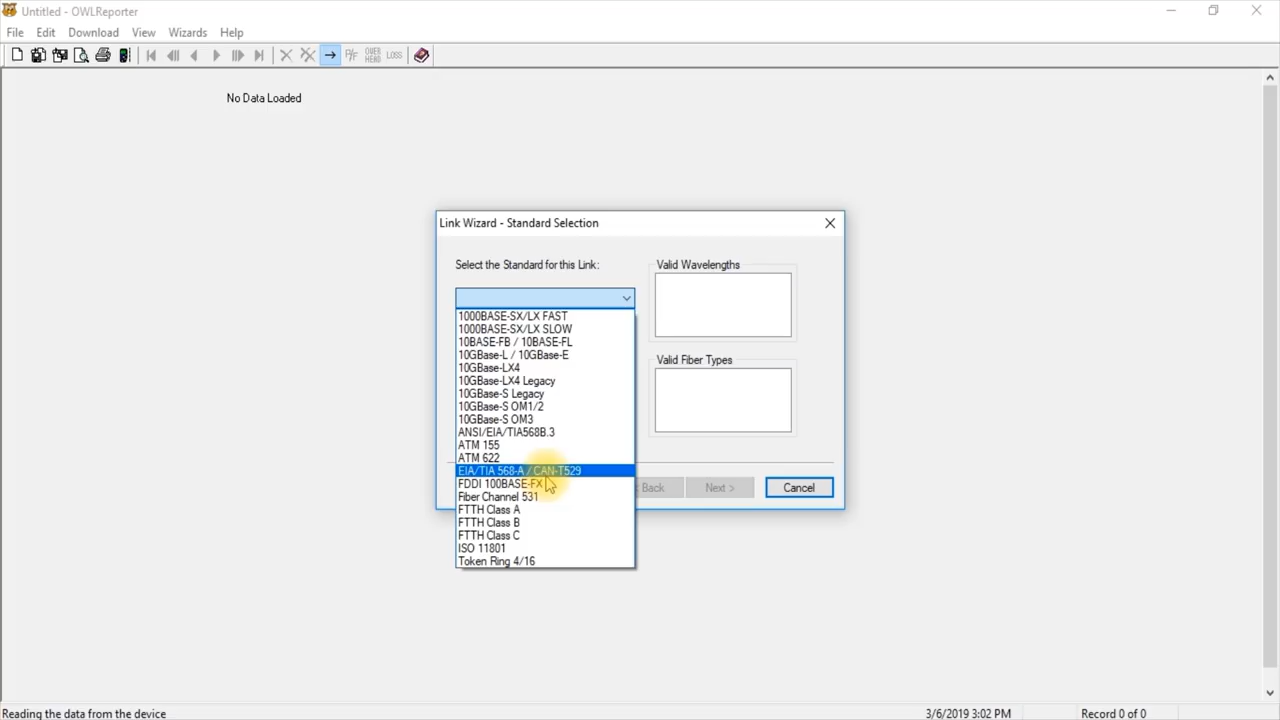 Untitled - OWLReporter
File Edit Download View Wizards Help
P/F OVER HEAD LOSS
No Data Loaded
Link Wizard - Standard Selection
Select the Standard for this Link:
Valid Wavelengths
1000BASE-SX/LX FAST
1000BASE-SX/LX SLOW
10BASE-FB / 10BASE-FL
10GBase-L / 10GBase-E
Valid Fiber Types
10GBase-LX4
10GBase-LX4 Legacy
10GBase-S Legacy
10GBase-S OM1/2
10GBase-S OM3
ANSI/EIA/TIA568B.3
ATM 155
ATM 622
EIA/TIA 568-A / CAN-T529
FDDI 100BASE-FX
Back Next > Cancel
Fiber Channel 531
FTTH Class A
FTTH Class B
FTTH Class C
ISO 11801
Token Ring 4/16
Reading the data from the device 3/6/2019 3:02 PM Record 0 of 0